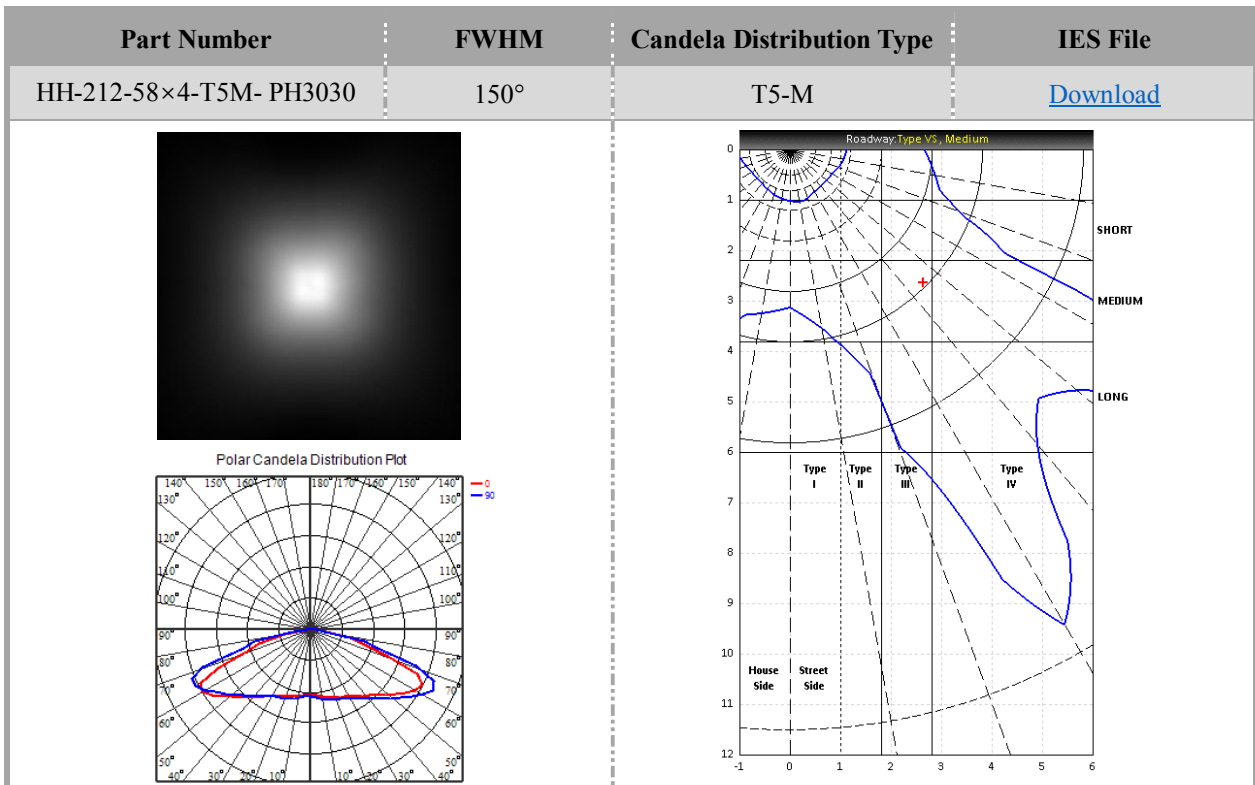 Part Number FWHM Candela Distribution Type IES File
HH-212-58×4-T5M- PH3030 150° T5-M Download
Roadway:Type VS, Medium
0
1
SHORT
2
3 MEDIUM
4
5 LONG
6
Type I Type II Type III Type IV
7
8
9
10
House Side Street Side
11
12
-1 0 1 2 3 4 5 6
Polar Candela Distribution Plot
140° 150° 160° 170° 180° 170° 160° 150° 140°
0
90
130° 130°
120° 120°
110° 110°
100° 100°
90° 90°
80° 80°
70° 70°
60° 60°
50° 50°
40° 30° 20° 10° 10° 20° 30° 40°